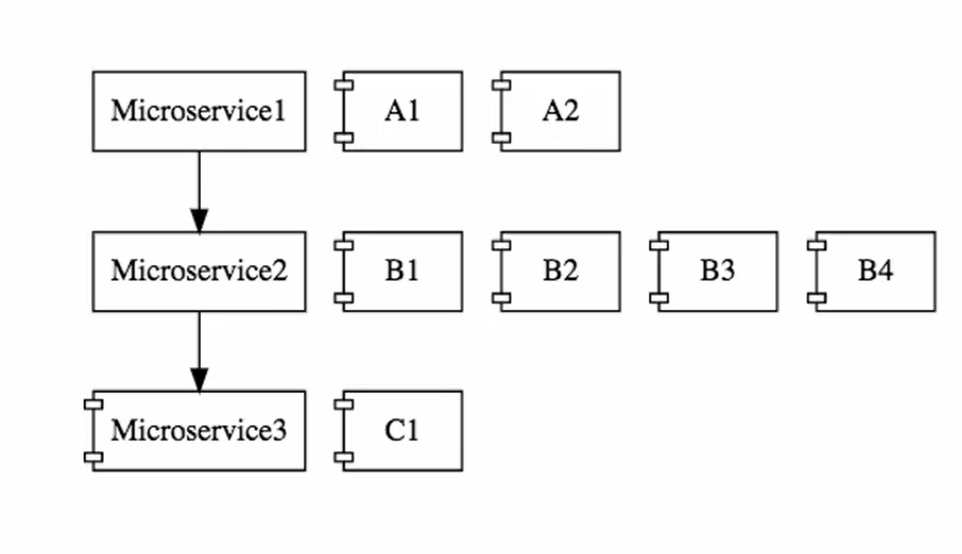 Microservice1 A1 A2
Microservice2 B1 B2 B3 B4
Microservice3 C1